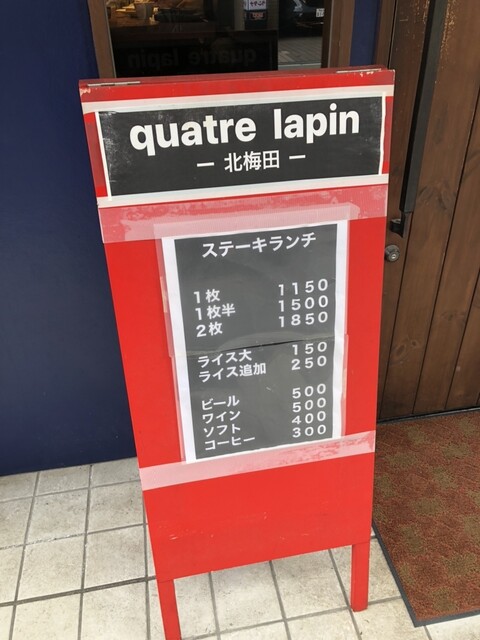 quatre lapin
ー 北梅田 ー
ステーキランチ
1枚 1150
1枚半 1500
2枚 1850
ライス大 150
ライス追加 250
ビール 500
ワイン 500
ソフト 400
コーヒー 300